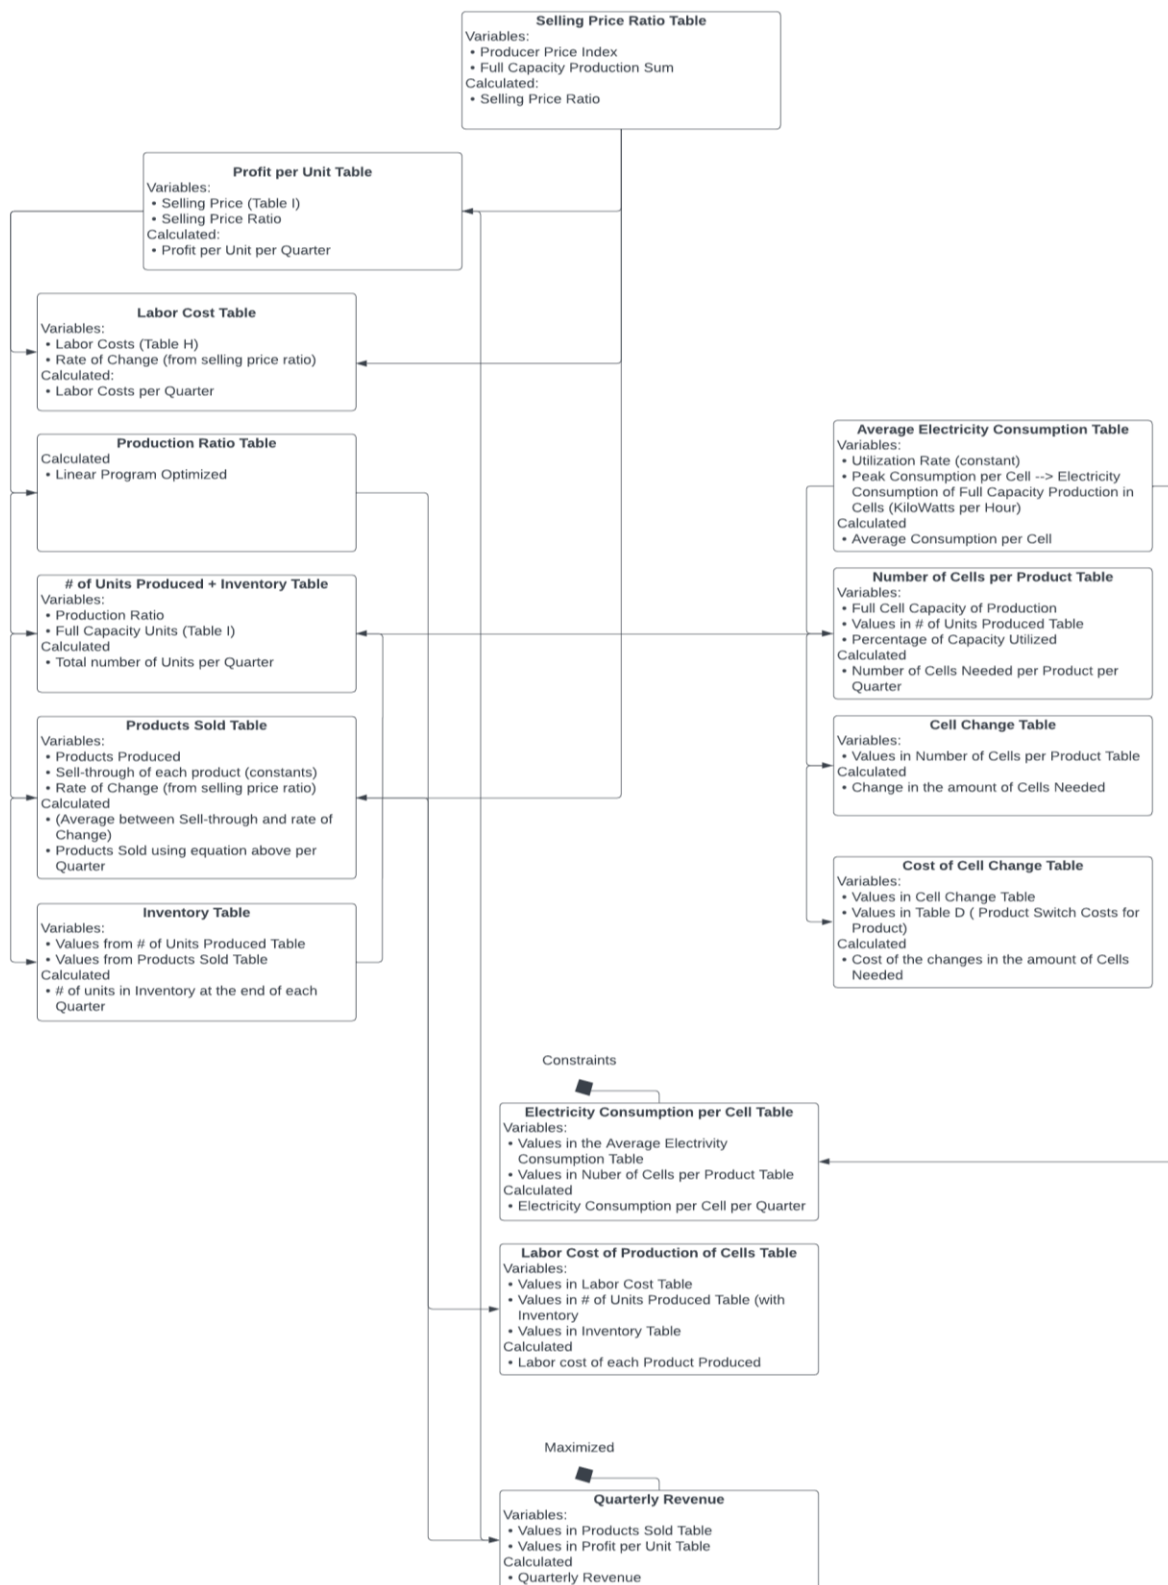 Selling Price Ratio Table
Variables:
• Producer Price Index
• Full Capacity Production Sum
Calculated:
• Selling Price Ratio
Profit per Unit Table
Variables:
• Selling Price (Table I)
• Selling Price Ratio
Calculated:
• Profit per Unit per Quarter
Labor Cost Table
Variables:
• Labor Costs (Table H)
• Rate of Change (from selling price ratio)
Calculated:
• Labor Costs per Quarter
Production Ratio Table
Calculated
• Linear Program Optimized
# of Units Produced + Inventory Table
Variables:
• Production Ratio
• Full Capacity Units (Table I)
Calculated
• Total number of Units per Quarter
Products Sold Table
Variables:
• Products Produced
• Sell-through of each product (constants)
• Rate of Change (from selling price ratio)
Calculated
• (Average between Sell-through and rate of
Change)
• Products Sold using equation above per
Quarter
Inventory Table
Variables:
• Values from # of Units Produced Table
• Values from Products Sold Table
Calculated
• # of units in Inventory at the end of each
Quarter
Average Electricity Consumption Table
Variables:
• Utilization Rate (constant)
• Peak Consumption per Cell --> Electricity
Consumption of Full Capacity Production in
Cells (KiloWatts per Hour)
Calculated
• Average Consumption per Cell
Number of Cells per Product Table
Variables:
• Full Cell Capacity of Production
• Values in # of Units Produced Table
• Percentage of Capacity Utilized
Calculated
• Number of Cells Needed per Product per
Quarter
Cell Change Table
Variables:
• Values in Number of Cells per Product Table
Calculated
• Change in the amount of Cells Needed
Cost of Cell Change Table
Variables:
• Values in Cell Change Table
• Values in Table D ( Product Switch Costs for
Product)
Calculated
• Cost of the changes in the amount of Cells
Needed
Constraints
Electricity Consumption per Cell Table
Variables:
• Values in the Average Electrivity
Consumption Table
• Values in Nuber of Cells per Product Table
Calculated
• Electricity Consumption per Cell per Quarter
Labor Cost of Production of Cells Table
Variables:
• Values in Labor Cost Table
• Values in # of Units Produced Table (with
Inventory
• Values in Inventory Table
Calculated
• Labor cost of each Product Produced
Maximized
Quarterly Revenue
Variables:
• Values in Products Sold Table
• Values in Profit per Unit Table
Calculated
• Quarterly Revenue